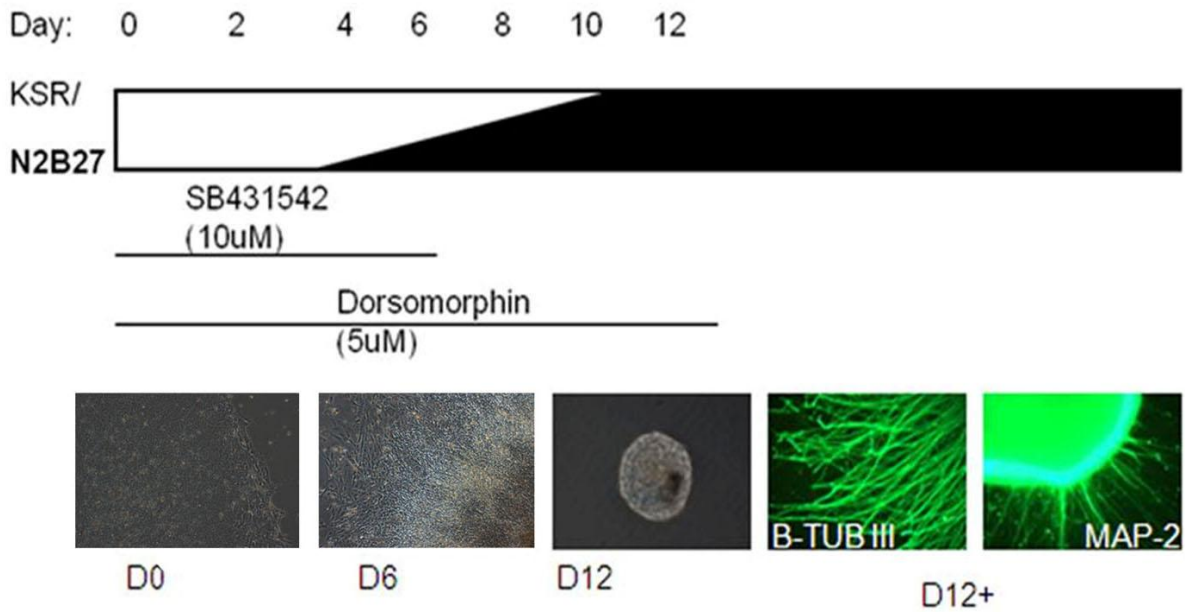 Day: 0 2 4 6 8 10 12
KSR/
N2B27
SB431542
(10uM)
Dorsomorphin
(5uM)
B-TUB III MAP-2
D0 D6 D12 D12+